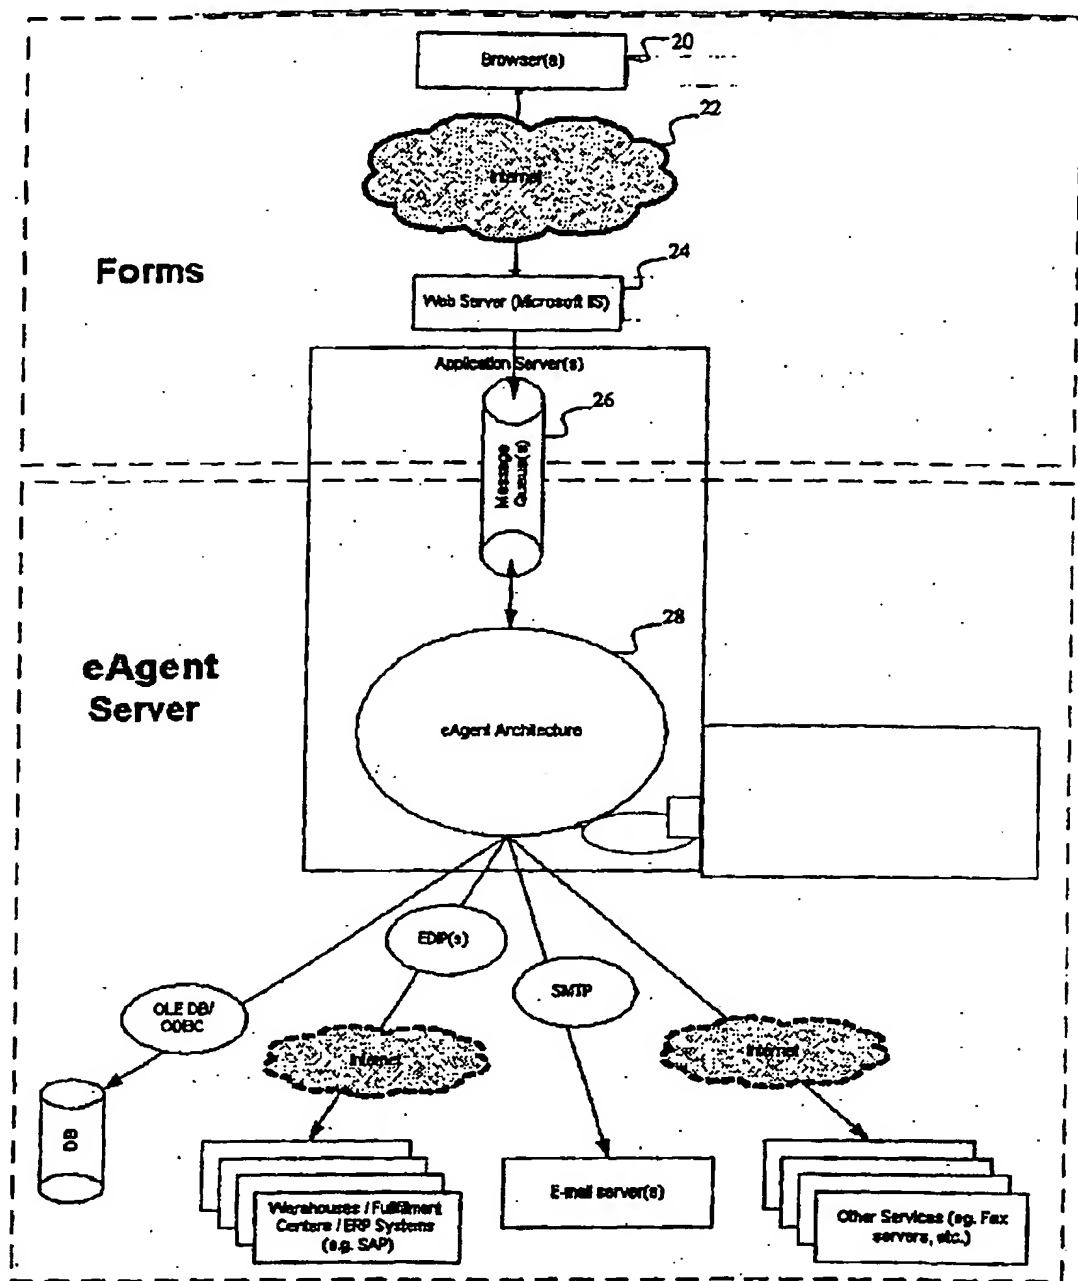 20
Browser(s)
22
Internet
24
Forms
Web Server (Microsoft IIS)
Application Server(s)
26
Message
Queue(s)
28
eAgent
Server
eAgent Architecture
EDIP(s)
SMTP
OLE DB/
ODBC
Internet
Internet
DB
Warehouses / Fulfillment
Centers / ERP Systems
(e.g. SAP)
E-mail server(s)
Other Services (eg. Fax
servers, etc.)